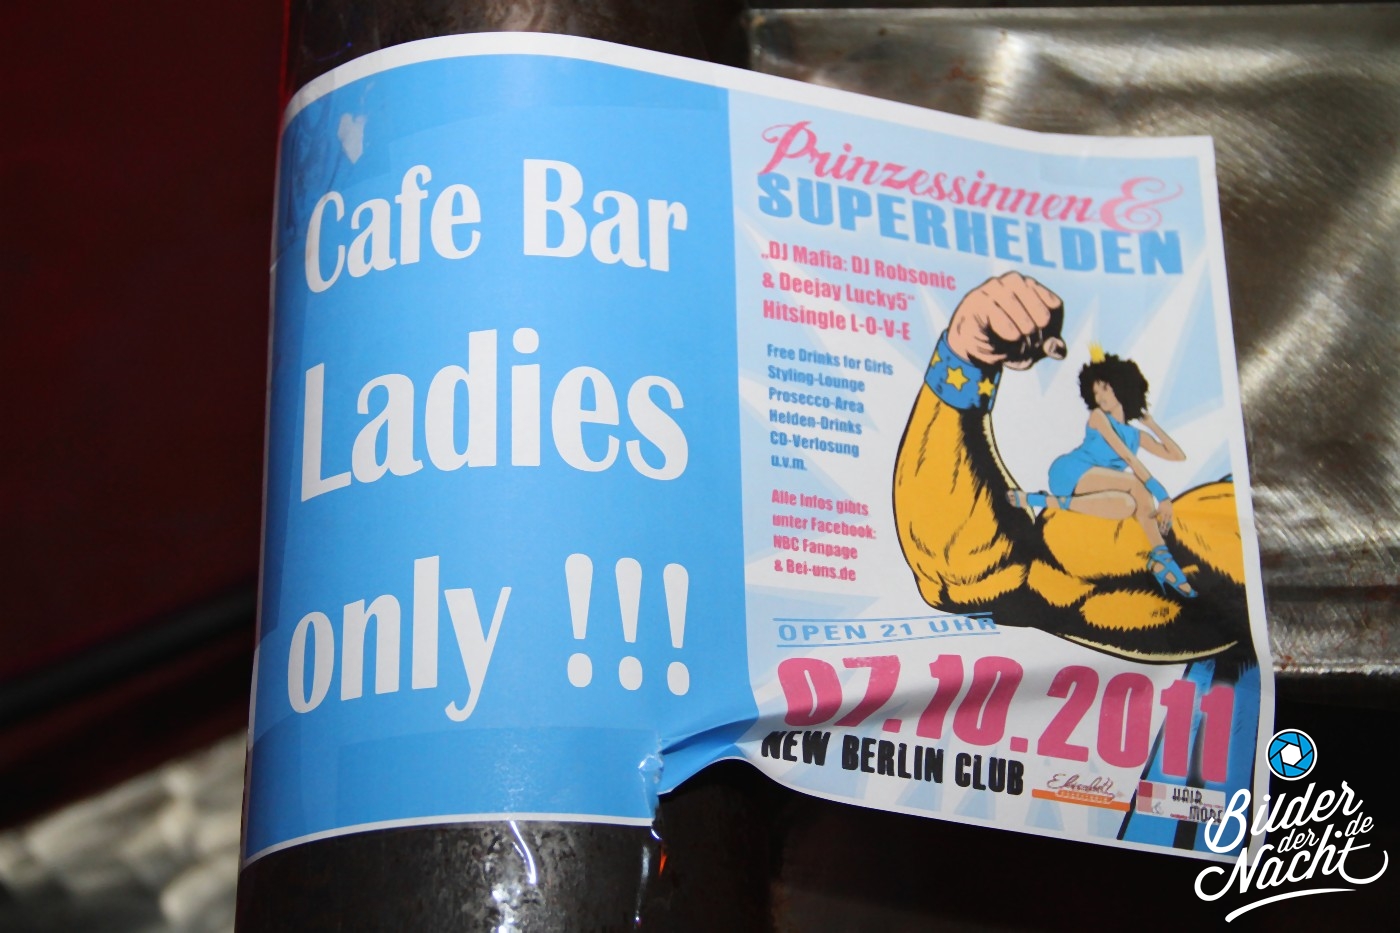 Cafe Bar
Ladies
only !!!
Prinzessinnen &
SUPERHELDEN
„DJ Mafia: DJ Robsonic
& Deejay Lucky5“
Hitsingle L-O-V-E
Free Drinks for Girls
Styling-Lounge
Prosecco-Area
Helden-Drinks
CD-Verlosung
u.v.m.
Alle Infos gibts
unter Facebook:
NBC Fanpage
& Bei-uns.de
OPEN 21 UHR
07.10.2011
NEW BERLIN CLUB
HAIR
Bilder
der
de
Nacht